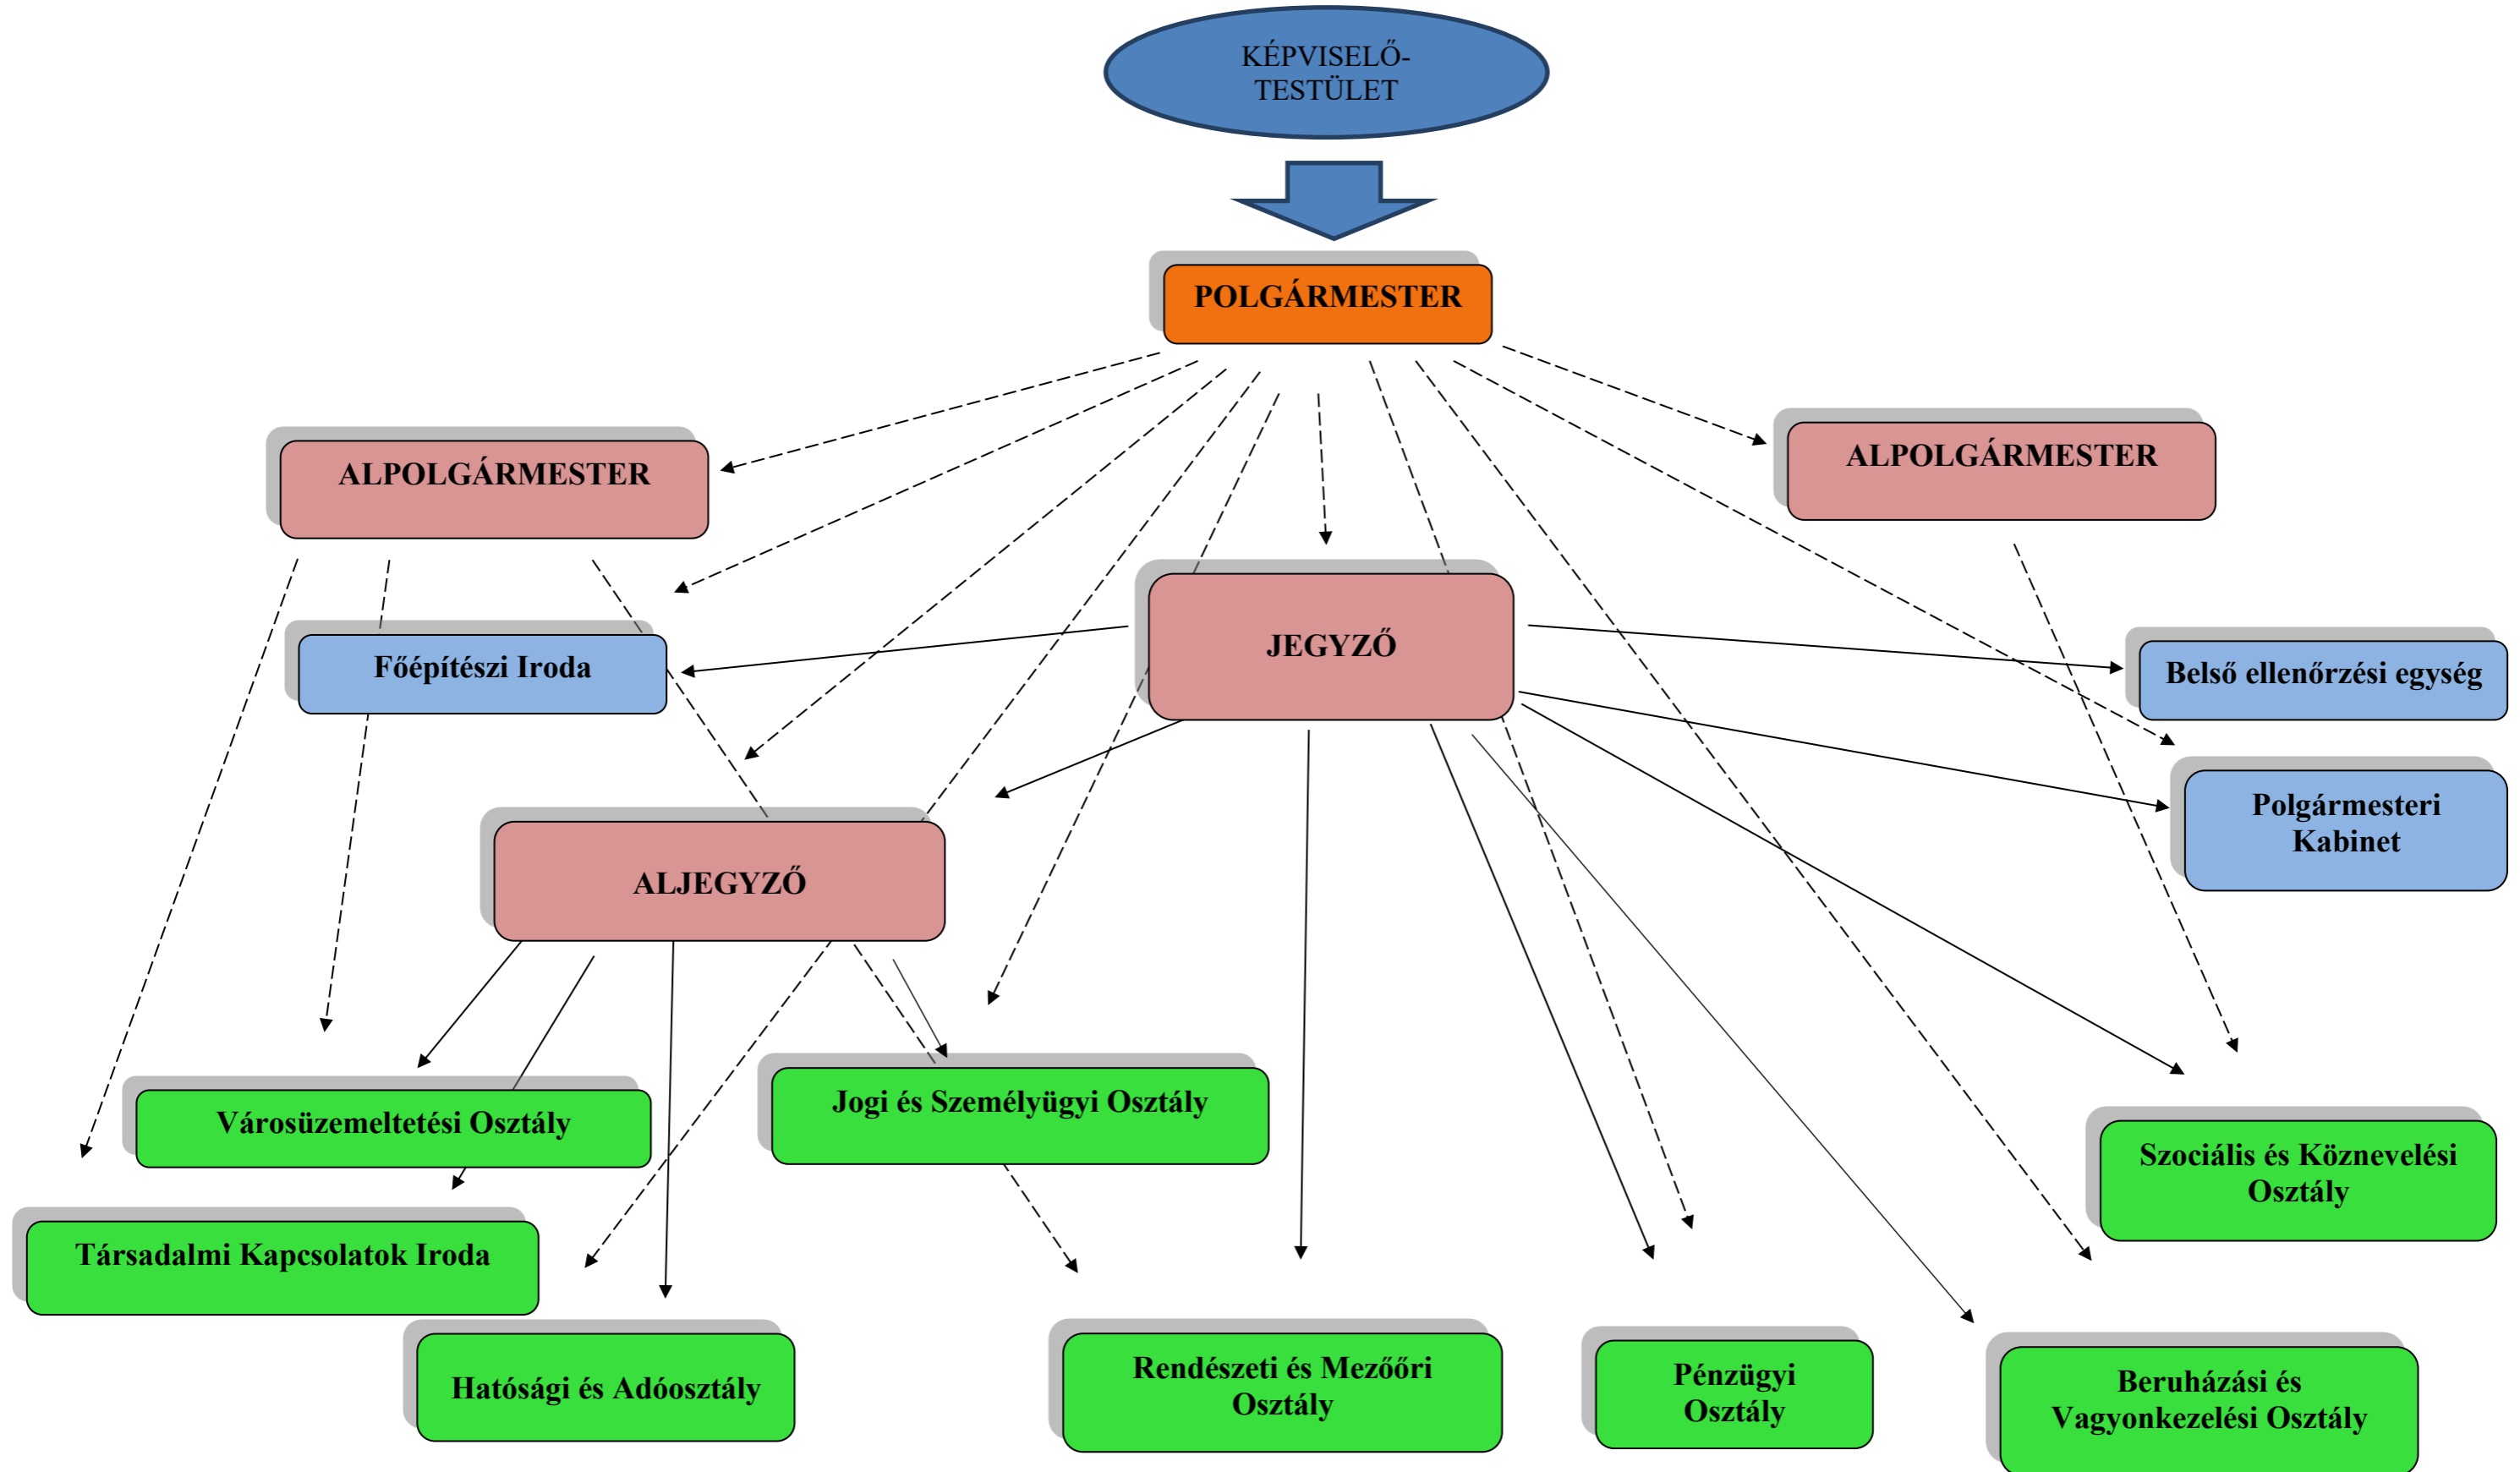 KÉPVISELŐ-
TESTÜLET
POLGÁRMESTER
ALPOLGÁRMESTER
ALPOLGÁRMESTER
JEGYZŐ
Főépítészi Iroda
Belső ellenőrzési egység
Polgármesteri
Kabinet
ALJEGYZŐ
Jogi és Személyügyi Osztály
Városüzemeltetési Osztály
Szociális és Köznevelési
Osztály
Társadalmi Kapcsolatok Iroda
Hatósági és Adóosztály
Rendészeti és Mezőőri
Osztály
Pénzügyi
Osztály
Beruházási és
Vagyonkezelési Osztály